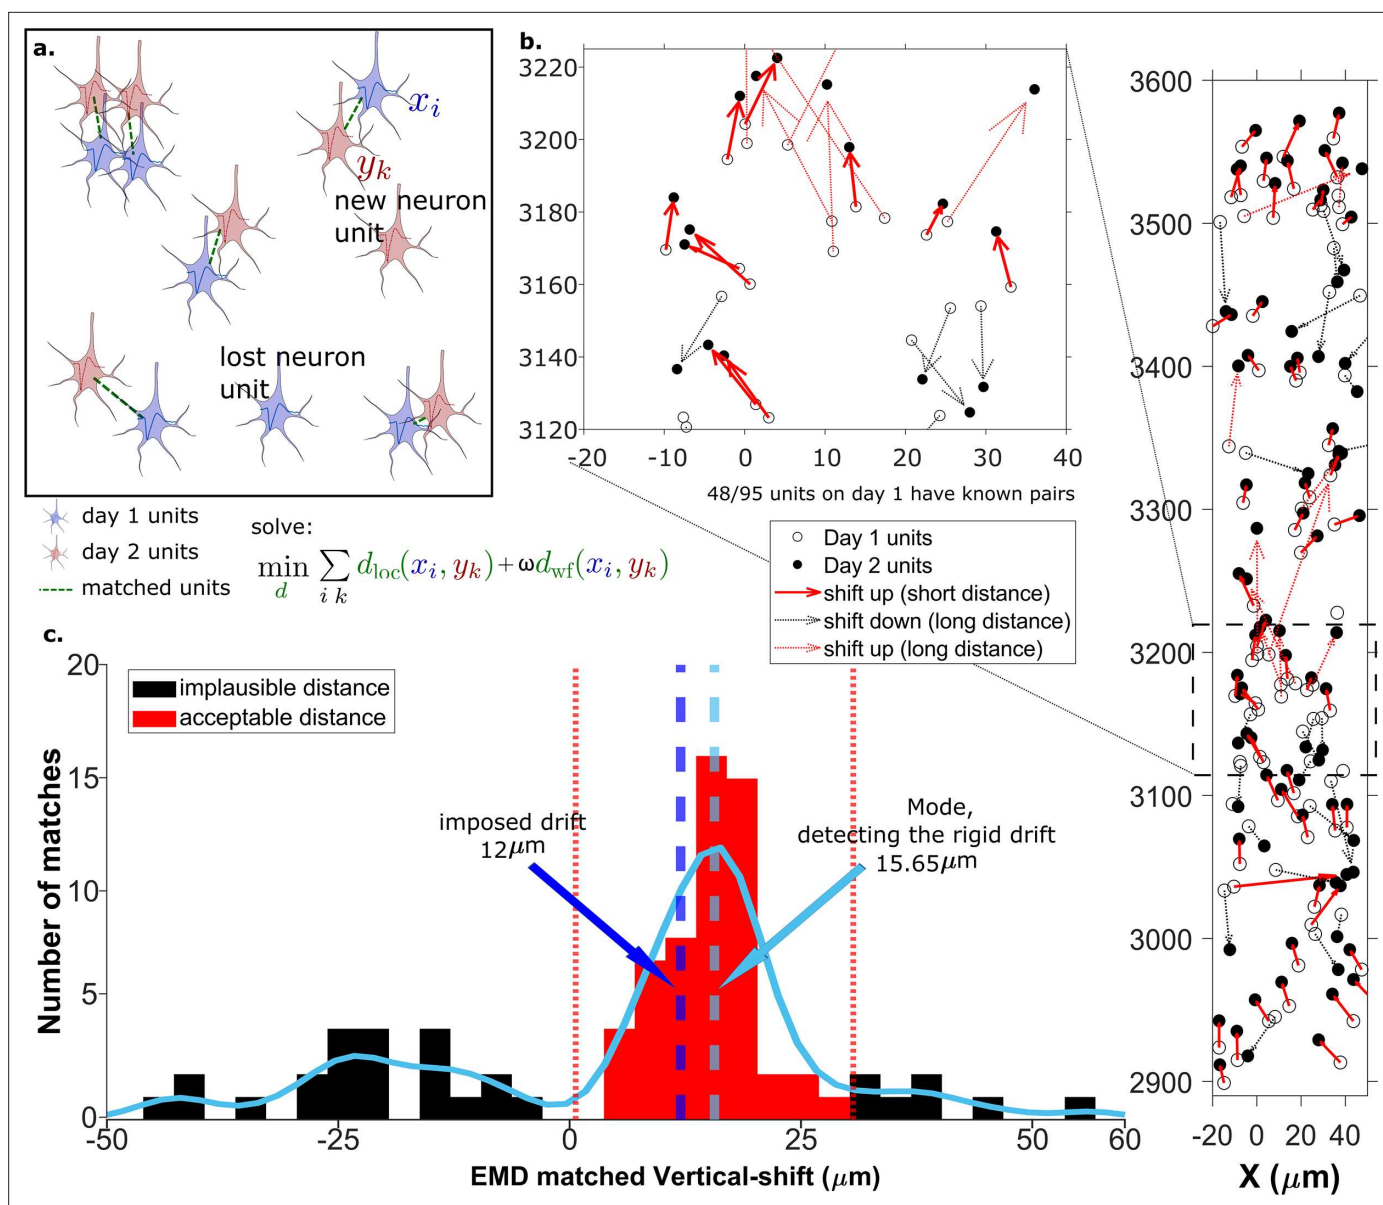 a.
x_i
y_k
new neuron
unit
lost neuron
unit
day 1 units
day 2 units
matched units
solve:
min_d ∑_{i k} d_loc(x_i, y_k)+ωd_wf(x_i, y_k)
b.
3220
3200
3180
3160
3140
3120
-20 -10 0 10 20 30 40
48/95 units on day 1 have known pairs
Day 1 units
Day 2 units
shift up (short distance)
shift down (long distance)
shift up (long distance)
3600
3500
3400
3300
3200
3100
3000
2900
-20 0 20 40
X (μm)
c.
20
15
10
5
0
Number of matches
implausible distance
acceptable distance
imposed drift
12μm
Mode,
detecting the rigid drift
15.65μm
-50 -25 0 25 50 60
EMD matched Vertical-shift (μm)